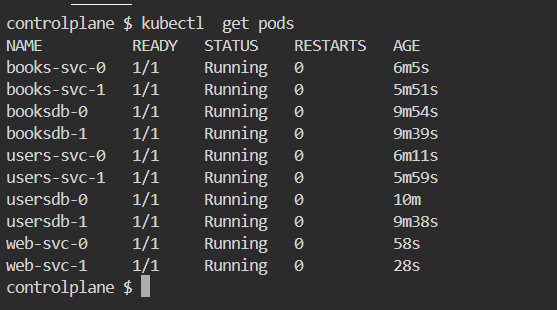 controlplane $ kubectl  get pods
NAME          READY   STATUS    RESTARTS   AGE
books-svc-0   1/1     Running   0          6m5s
books-svc-1   1/1     Running   0          5m51s
booksdb-0     1/1     Running   0          9m54s
booksdb-1     1/1     Running   0          9m39s
users-svc-0   1/1     Running   0          6m11s
users-svc-1   1/1     Running   0          5m59s
usersdb-0     1/1     Running   0          10m
usersdb-1     1/1     Running   0          9m38s
web-svc-0     1/1     Running   0          58s
web-svc-1     1/1     Running   0          28s
controlplane $